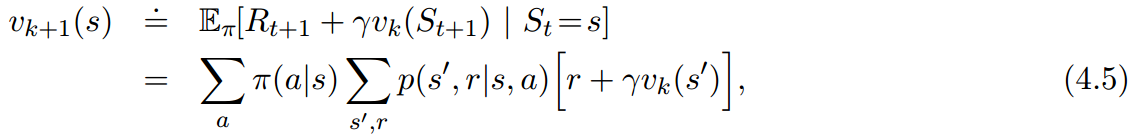 v_{k+1}(s) ≐ 𝔼_π[R_{t+1} + γv_k(S_{t+1}) | S_t = s]
= ∑_a π(a|s) ∑_{s′,r} p(s′, r|s, a) [r + γv_k(s′)], (4.5)